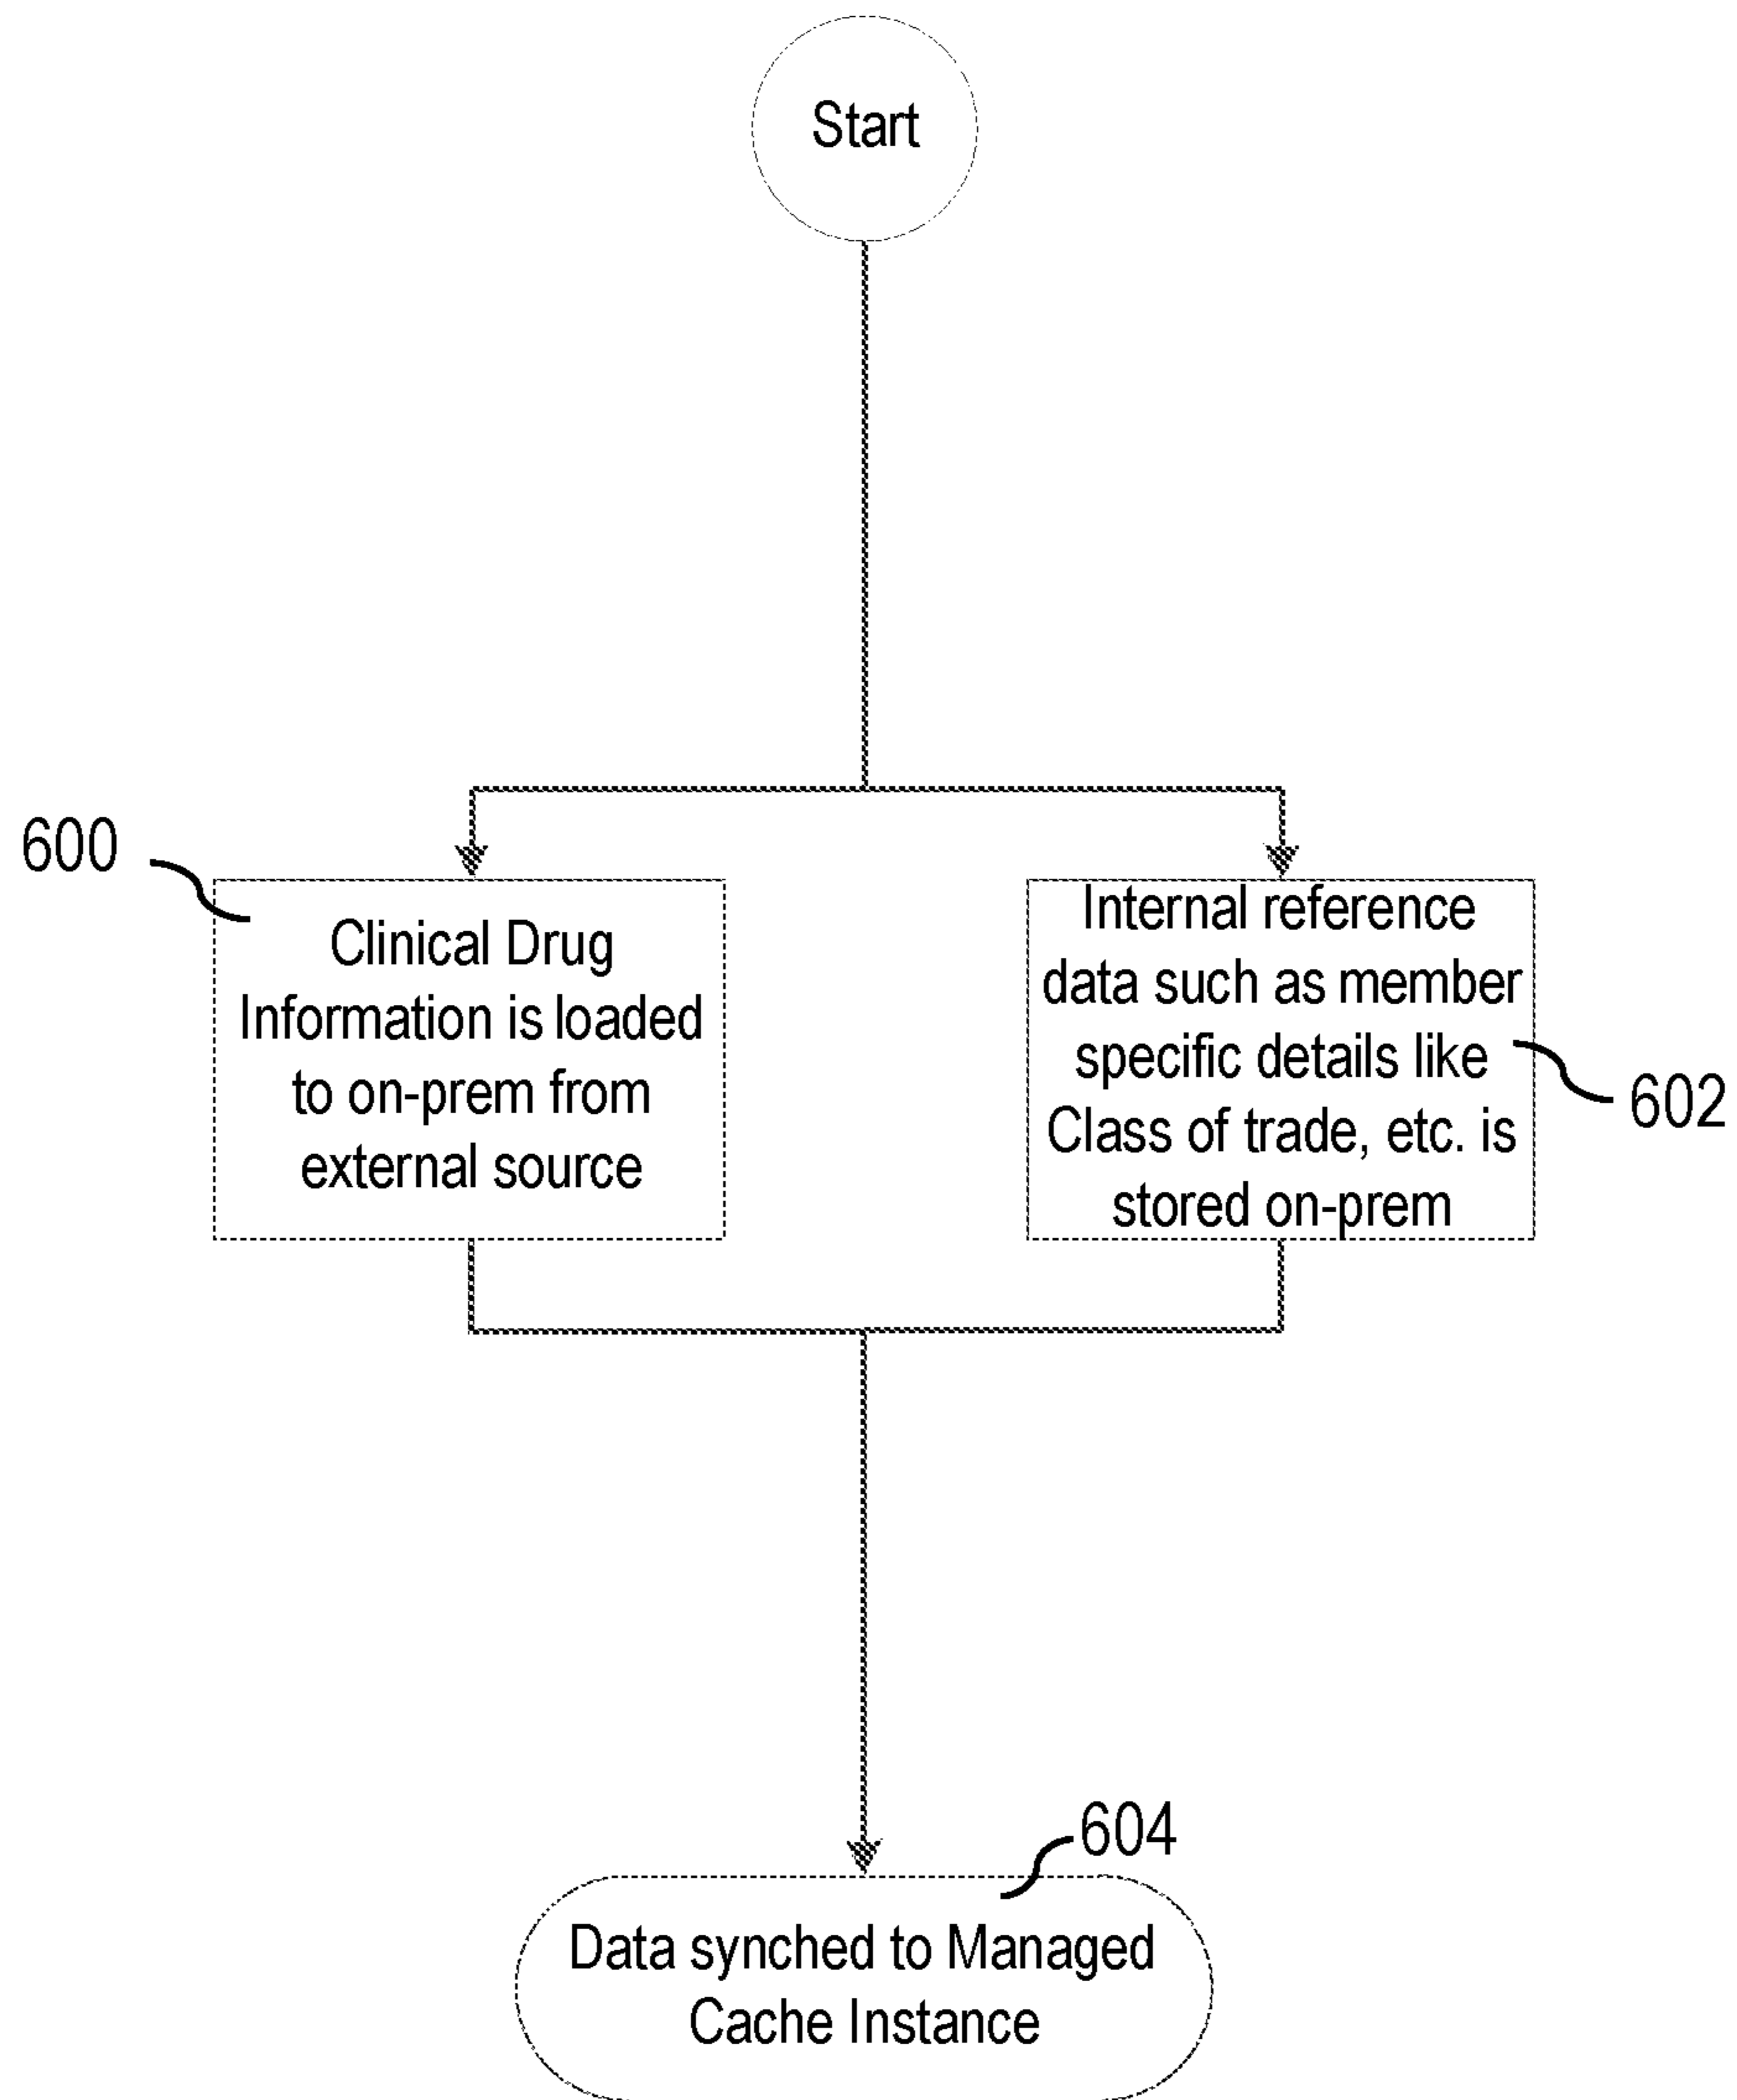 Start
600
Clinical Drug
Information is loaded
to on-prem from
external source
Internal reference
data such as member
specific details like
Class of trade, etc. is
stored on-prem
602
604
Data synched to Managed
Cache Instance